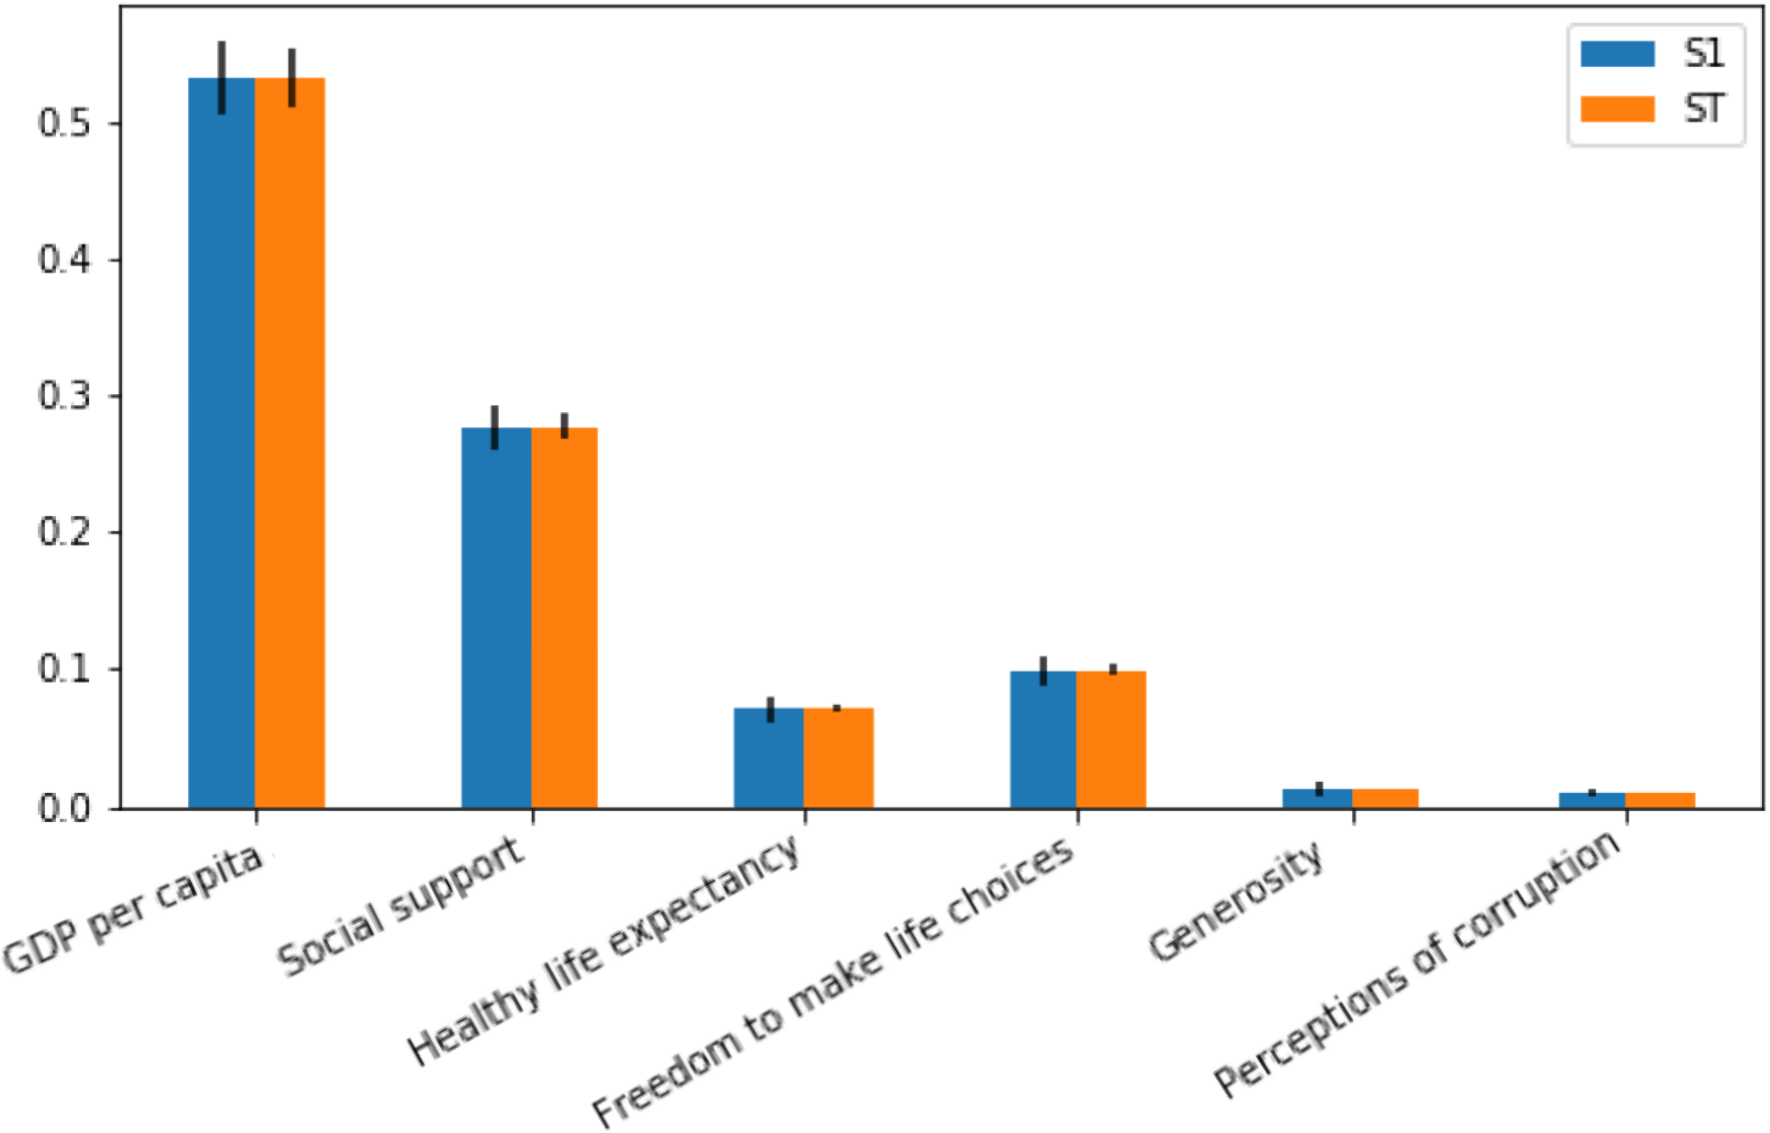 S1
ST
0.5
0.4
0.3
0.2
0.1
0.0
GDP per capita
Social support
Healthy life expectancy
Freedom to make life choices
Generosity
Perceptions of corruption